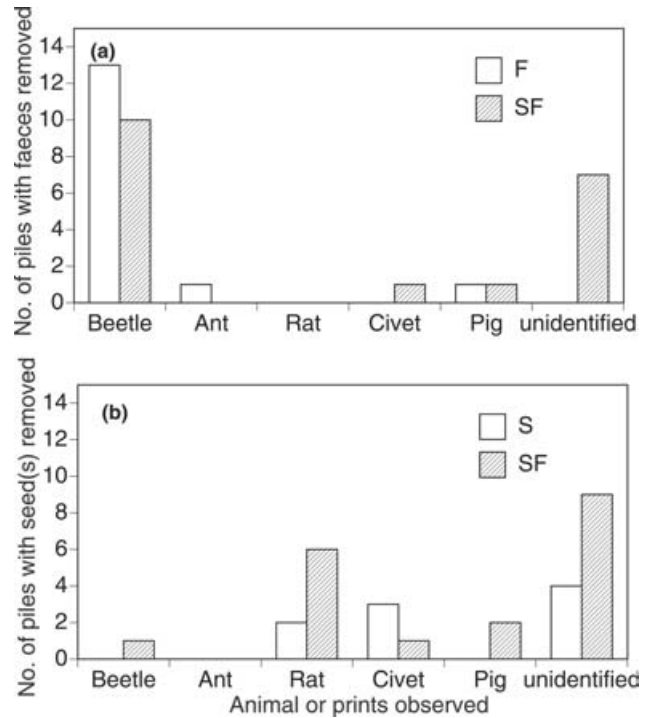 (a)
F
SF
No. of piles with faeces removed
14
12
10
8
6
4
2
0
Beetle Ant Rat Civet Pig unidentified
(b)
S
SF
No. of piles with seed(s) removed
14
12
10
8
6
4
2
0
Beetle Ant Rat Civet Pig unidentified
Animal or prints observed